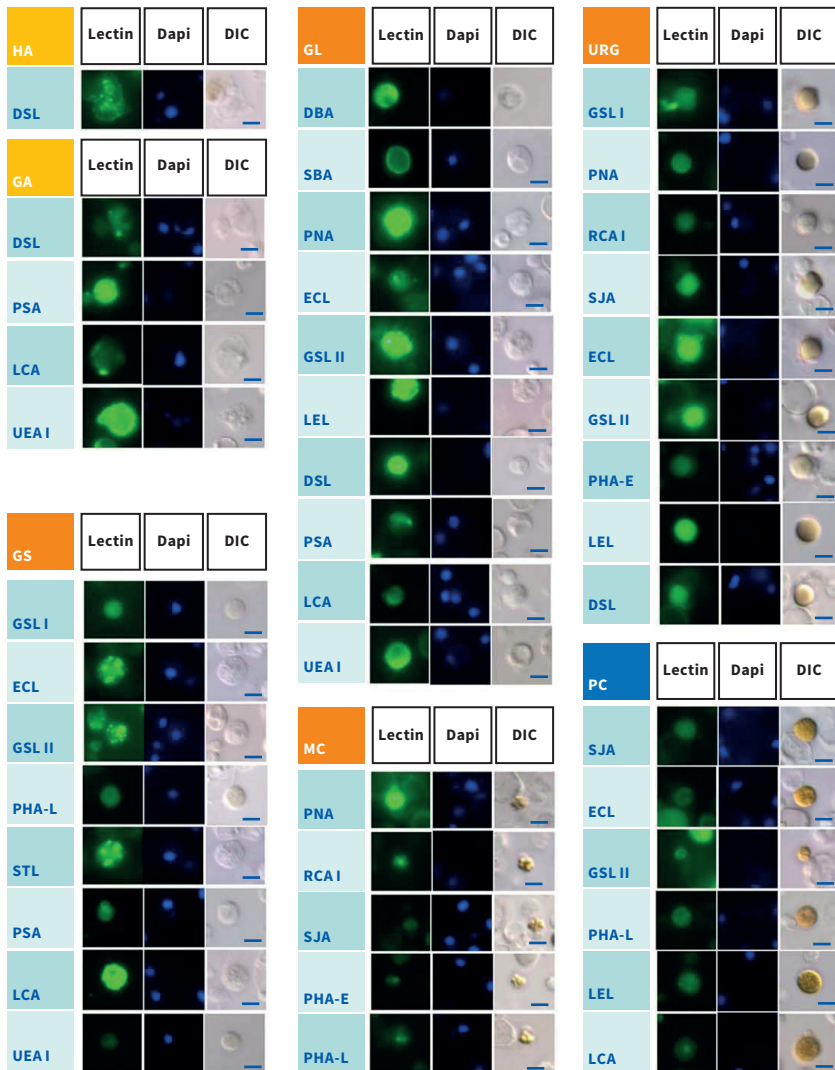 HA Lectin Dapi DIC
DSL
GA Lectin Dapi DIC
DSL
PSA
LCA
UEA I
GS Lectin Dapi DIC
GSL I
ECL
GSL II
PHA-L
STL
PSA
LCA
UEA I
GL Lectin Dapi DIC
DBA
SBA
PNA
ECL
GSL II
LEL
DSL
PSA
LCA
UEA I
MC Lectin Dapi DIC
PNA
RCA I
SJA
PHA-E
PHA-L
URG Lectin Dapi DIC
GSL I
PNA
RCA I
SJA
ECL
GSL II
PHA-E
LEL
DSL
PC Lectin Dapi DIC
SJA
ECL
GSL II
PHA-L
LEL
LCA